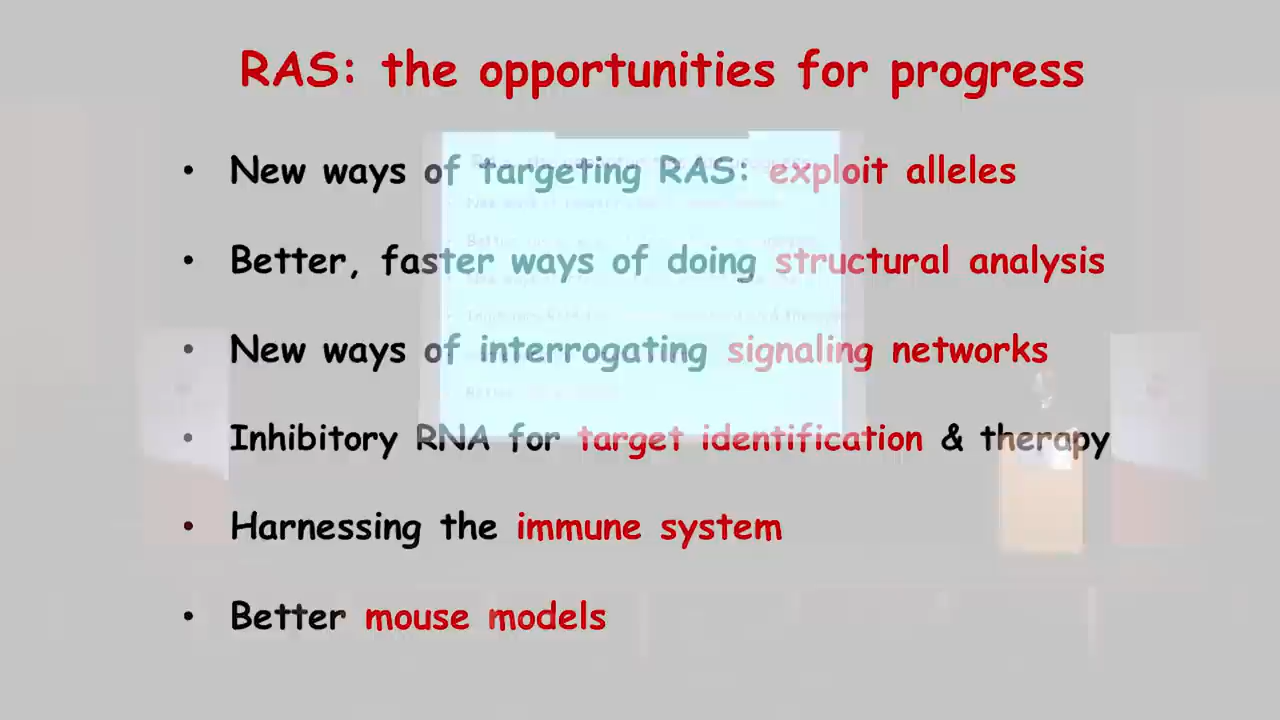 RAS: the opportunities for progress
• New ways of targeting RAS: exploit alleles
• Better, faster ways of doing structural analysis
• New ways of interrogating signaling networks
• Inhibitory RNA for target identification & therapy
• Harnessing the immune system
• Better mouse models